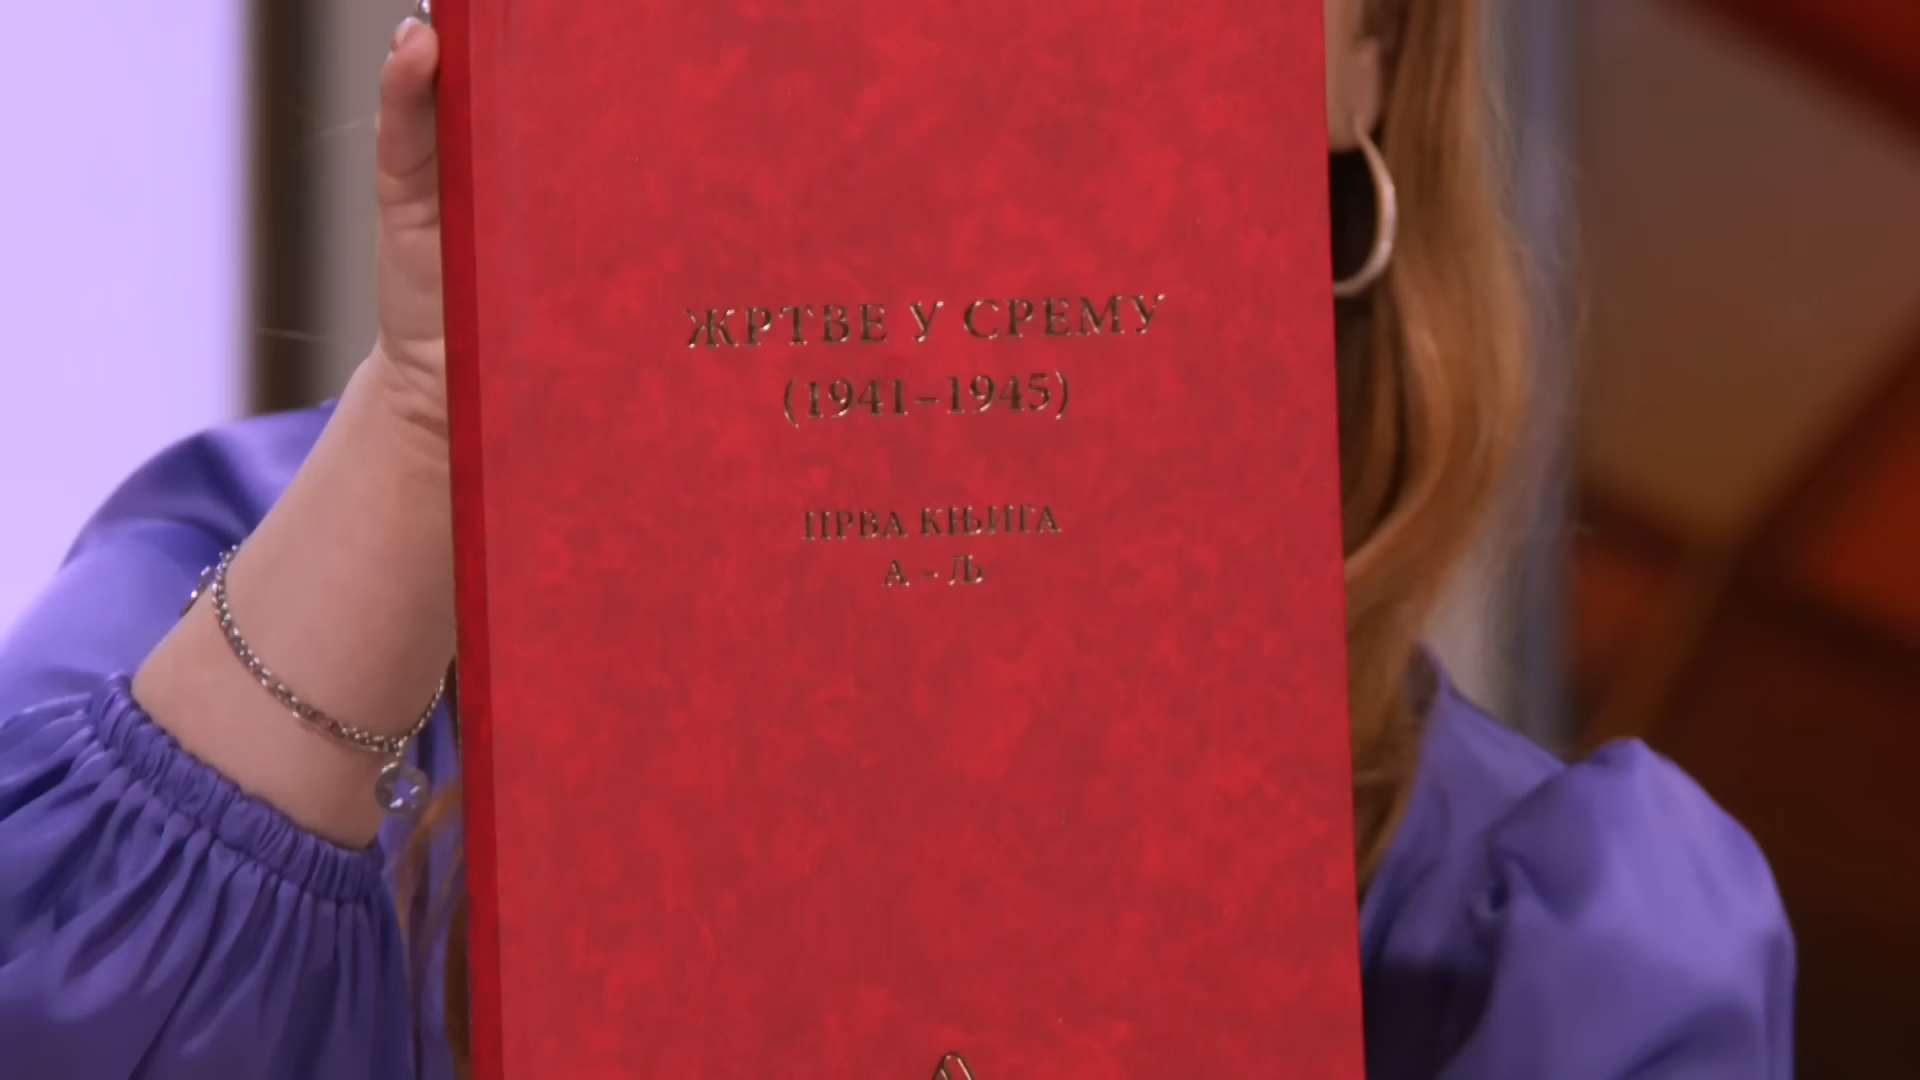 ЖРТВЕ У СРЕМУ
(1941–1945)
ПРВА КЊИГА
А – Љ